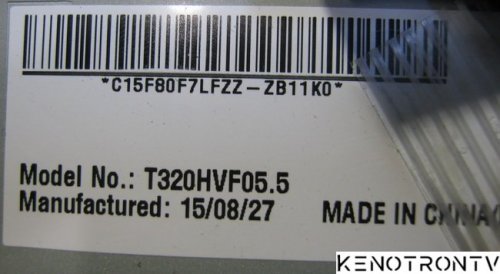 *C15F80F7LFZZ-ZB11K0*
Model No.: T320HVF05.5
Manufactured: 15/08/27 MADE IN CHINA
KENOTRONTV